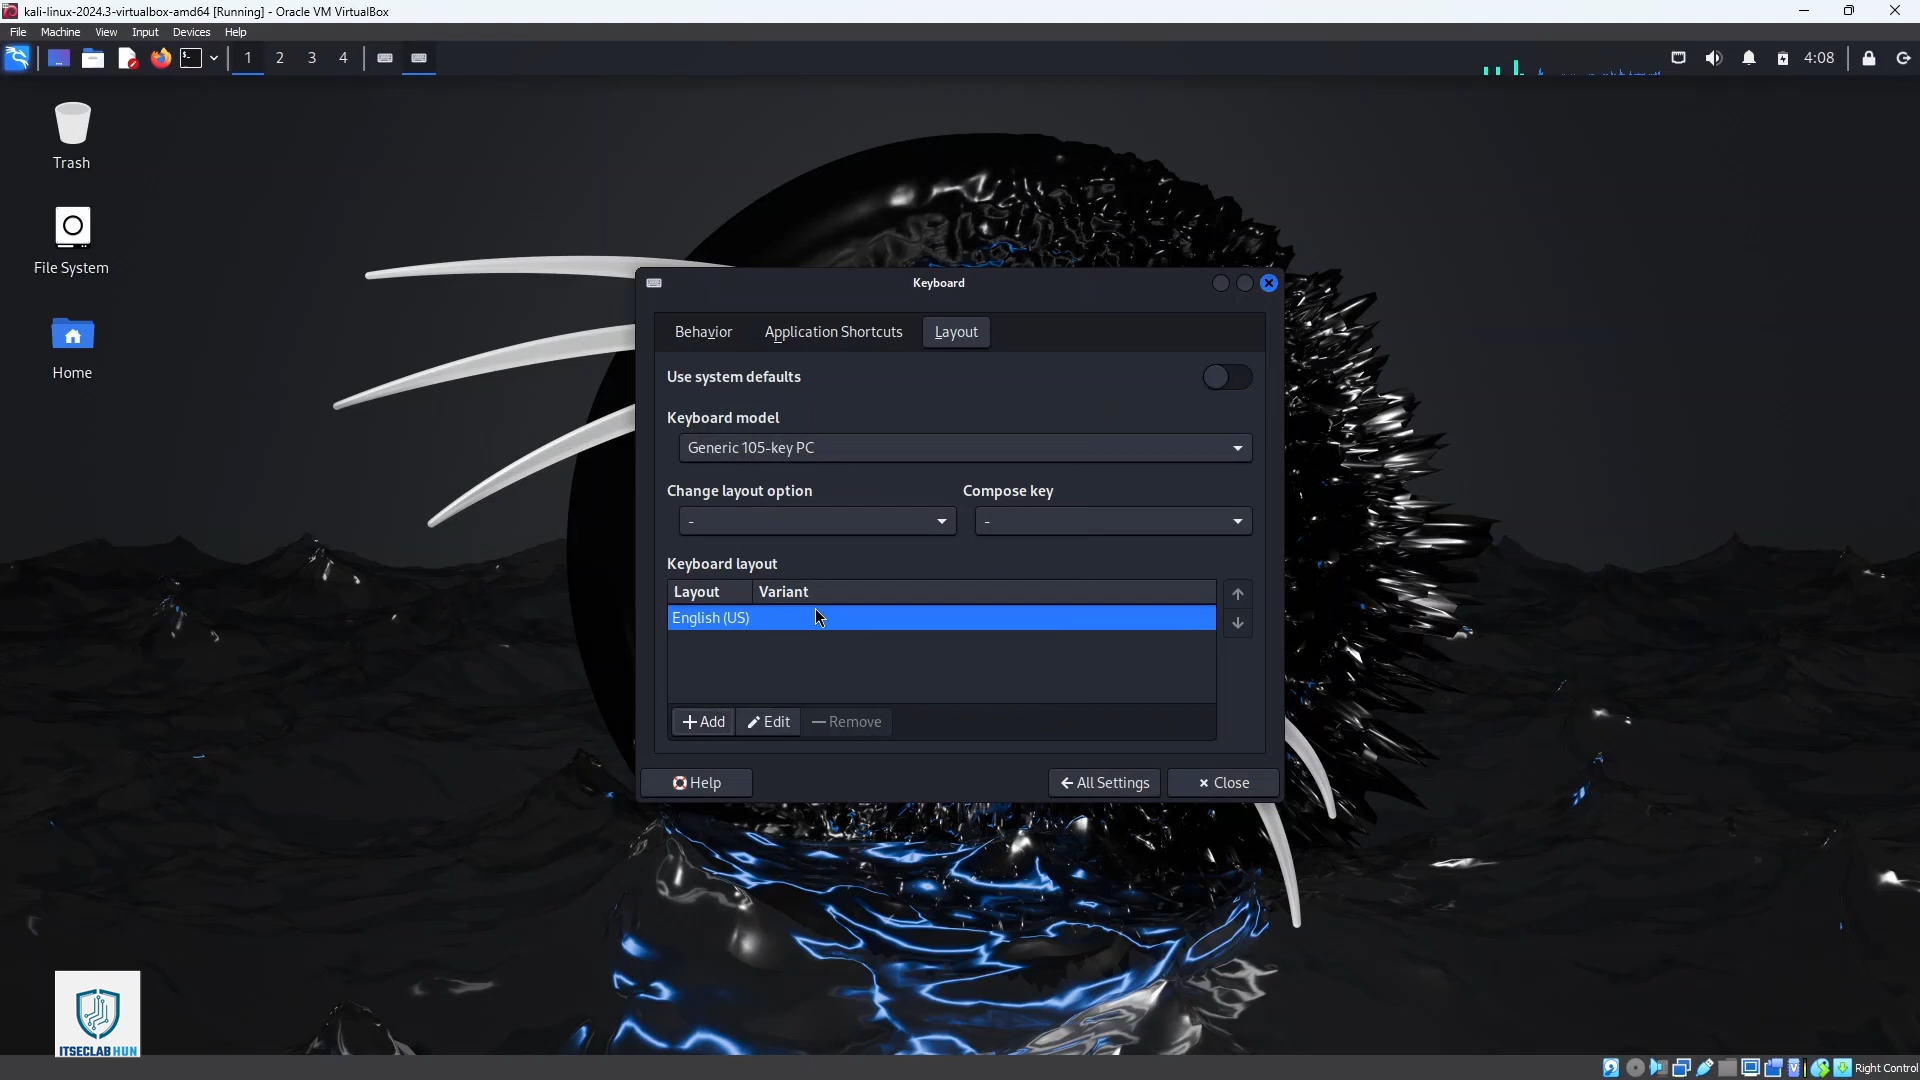 kali-linux-2024.3-virtualbox-amd64 [Running] - Oracle VM VirtualBox
File Machine View Input Devices Help
1 2 3 4 4:08
Trash
File System
Home
Keyboard
Behavior Application Shortcuts Layout
Use system defaults
Keyboard model
Generic 105-key PC
Change layout option Compose key
- -
Keyboard layout
Layout Variant
English (US)
Add Edit Remove
Help All Settings Close
ITSECLAB HUN
Right Control